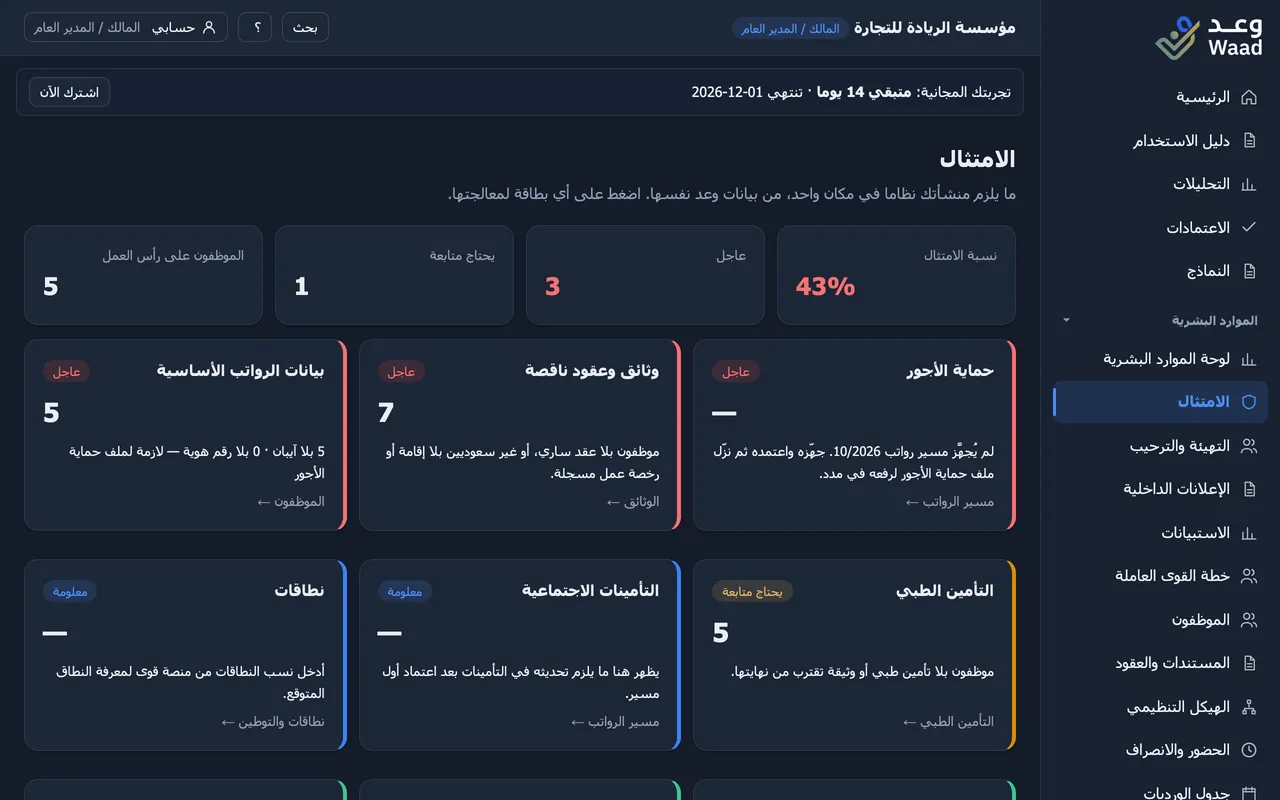 وعد
Waad
الرئيسية
دليل الاستخدام
التحليلات
الاعتمادات
النماذج
الموارد البشرية
لوحة الموارد البشرية
الامتثال
التهيئة والترحيب
الإعلانات الداخلية
الاستبيانات
خطة القوى العاملة
الموظفون
المستندات والعقود
الهيكل التنظيمي
الحضور والانصراف
جدول الورديات
مؤسسة الريادة للتجارة
المالك / المدير العام
بحث
؟
حسابي المالك / المدير العام
تجربتك المجانية: متبقي 14 يوما · تنتهي 01-12-2026
اشترك الآن
الامتثال
ما يلزم منشأتك نظاما في مكان واحد، من بيانات وعد نفسها. اضغط على أي بطاقة لمعالجتها.
نسبة الامتثال
43%
عاجل
3
يحتاج متابعة
1
الموظفون على رأس العمل
5
حماية الأجور
عاجل
—
لم يُجهَّز مسير رواتب 10/2026. جهّزه واعتمده ثم نزّل
ملف حماية الأجور لرفعه في مدد.
مسير الرواتب ←
وثائق وعقود ناقصة
عاجل
7
موظفون بلا عقد ساري، أو غير سعوديين بلا إقامة أو
رخصة عمل مسجلة.
الوثائق ←
بيانات الرواتب الأساسية
عاجل
5
5 بلا آيبان · 0 بلا رقم هوية — لازمة لملف حماية
الأجور
الموظفون ←
التأمين الطبي
يحتاج متابعة
5
موظفون بلا تأمين طبي أو وثيقة تقترب من نهايتها.
التأمين الطبي ←
التأمينات الاجتماعية
معلومة
—
يظهر هنا ما يلزم تحديثه في التأمينات بعد اعتماد أول
مسير.
مسير الرواتب ←
نطاقات
معلومة
—
أدخل نسب النطاقات من منصة قوى لمعرفة النطاق
المتوقع.
نطاقات والتوطين ←